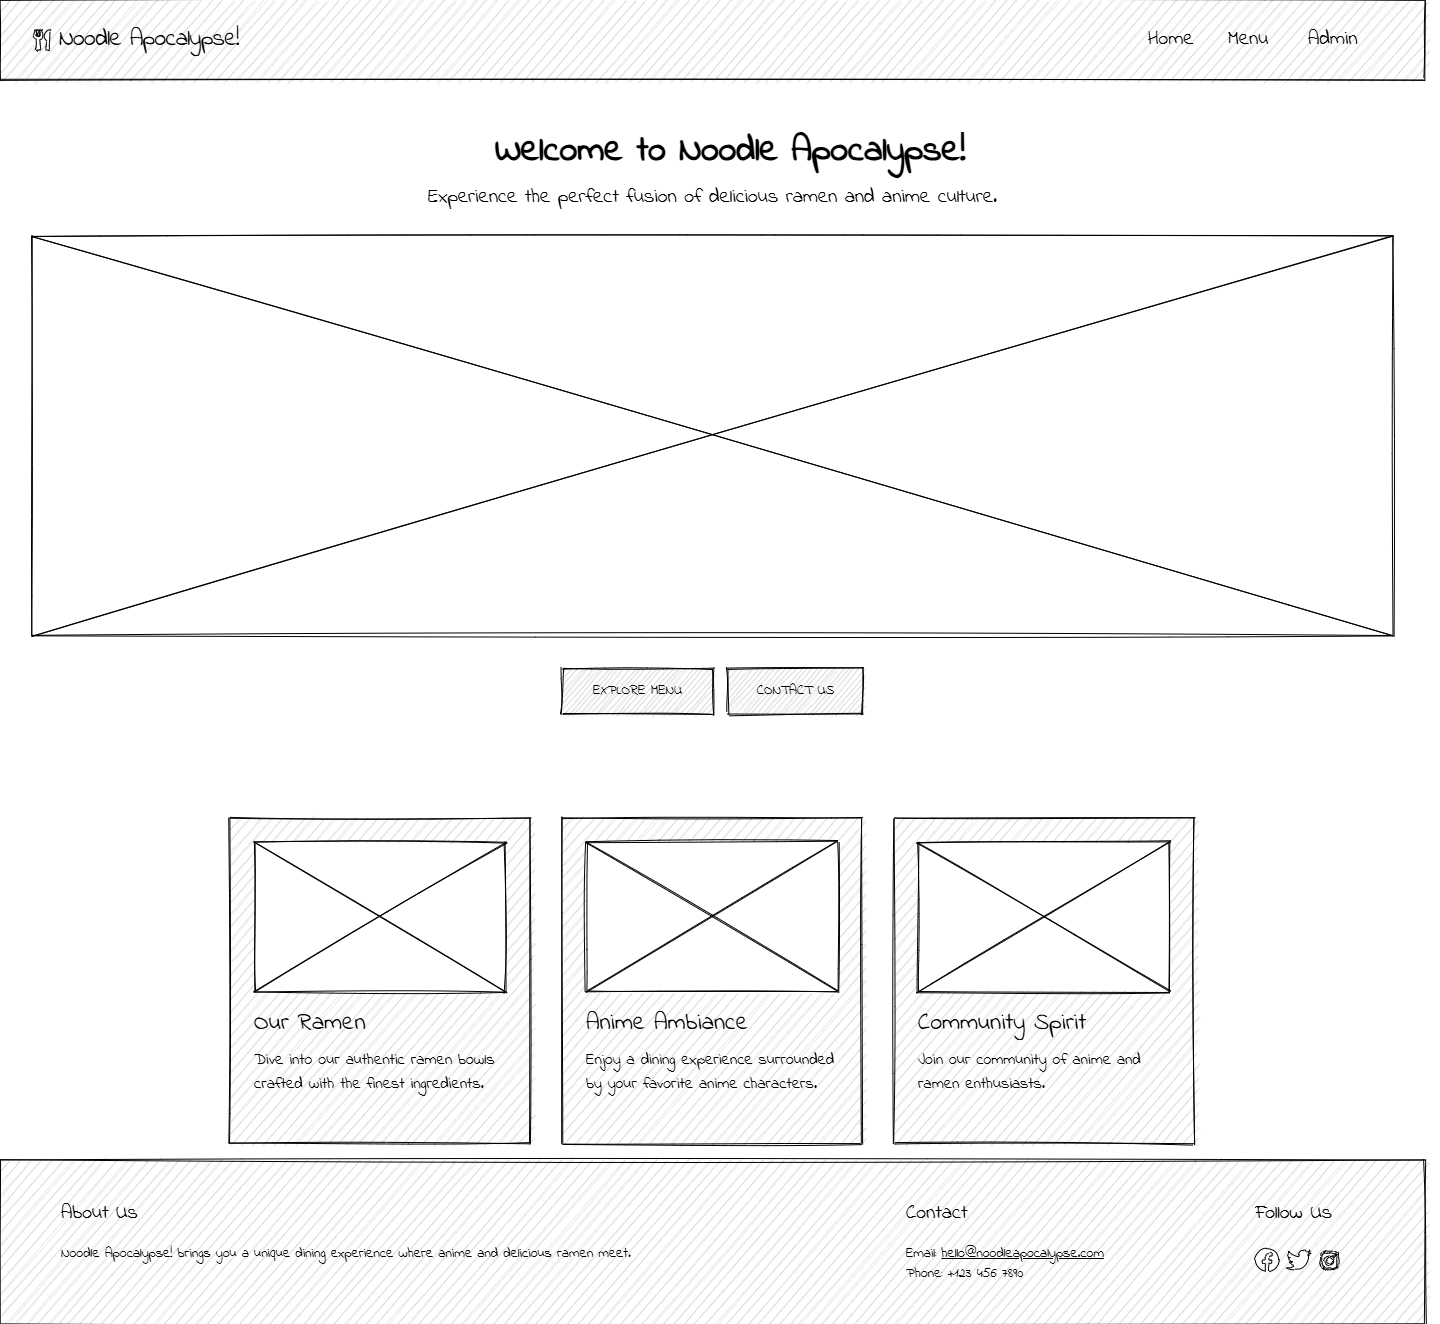 Noodle Apocalypse!
Home Menu Admin
Welcome to Noodle Apocalypse!
Experience the perfect fusion of delicious ramen and anime culture.
EXPLORE MENU CONTACT US
Our Ramen
Dive into our authentic ramen bowls
crafted with the finest ingredients.
Anime Ambiance
Enjoy a dining experience surrounded
by your favorite anime characters.
Community Spirit
Join our community of anime and
ramen enthusiasts.
About Us
Noodle Apocalypse! brings you a unique dining experience where anime and delicious ramen meet.
Contact
Email: hello@noodleapocalypse.com
Phone: +123 456 7890
Follow Us